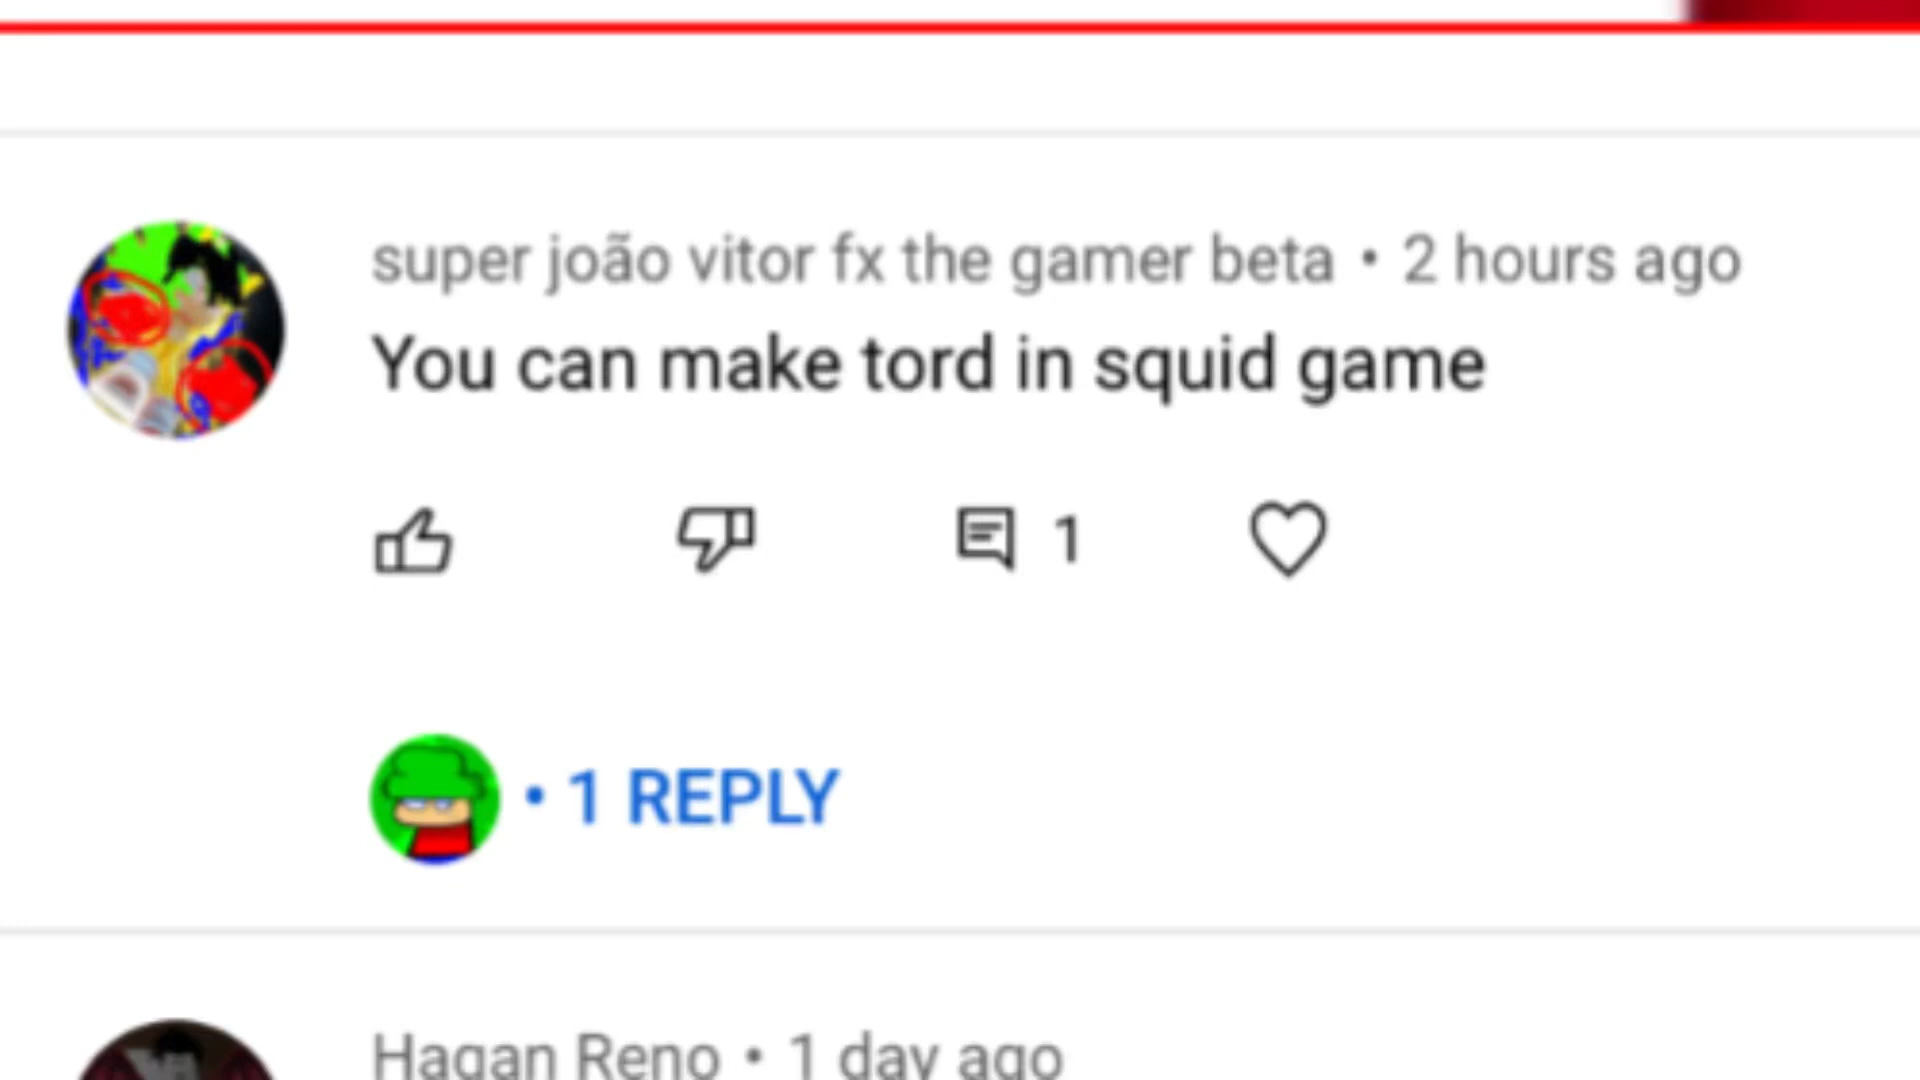 super joão vitor fx the gamer beta • 2 hours ago
You can make tord in squid game
1
• 1 REPLY
Hagan Reno • 1 day ago